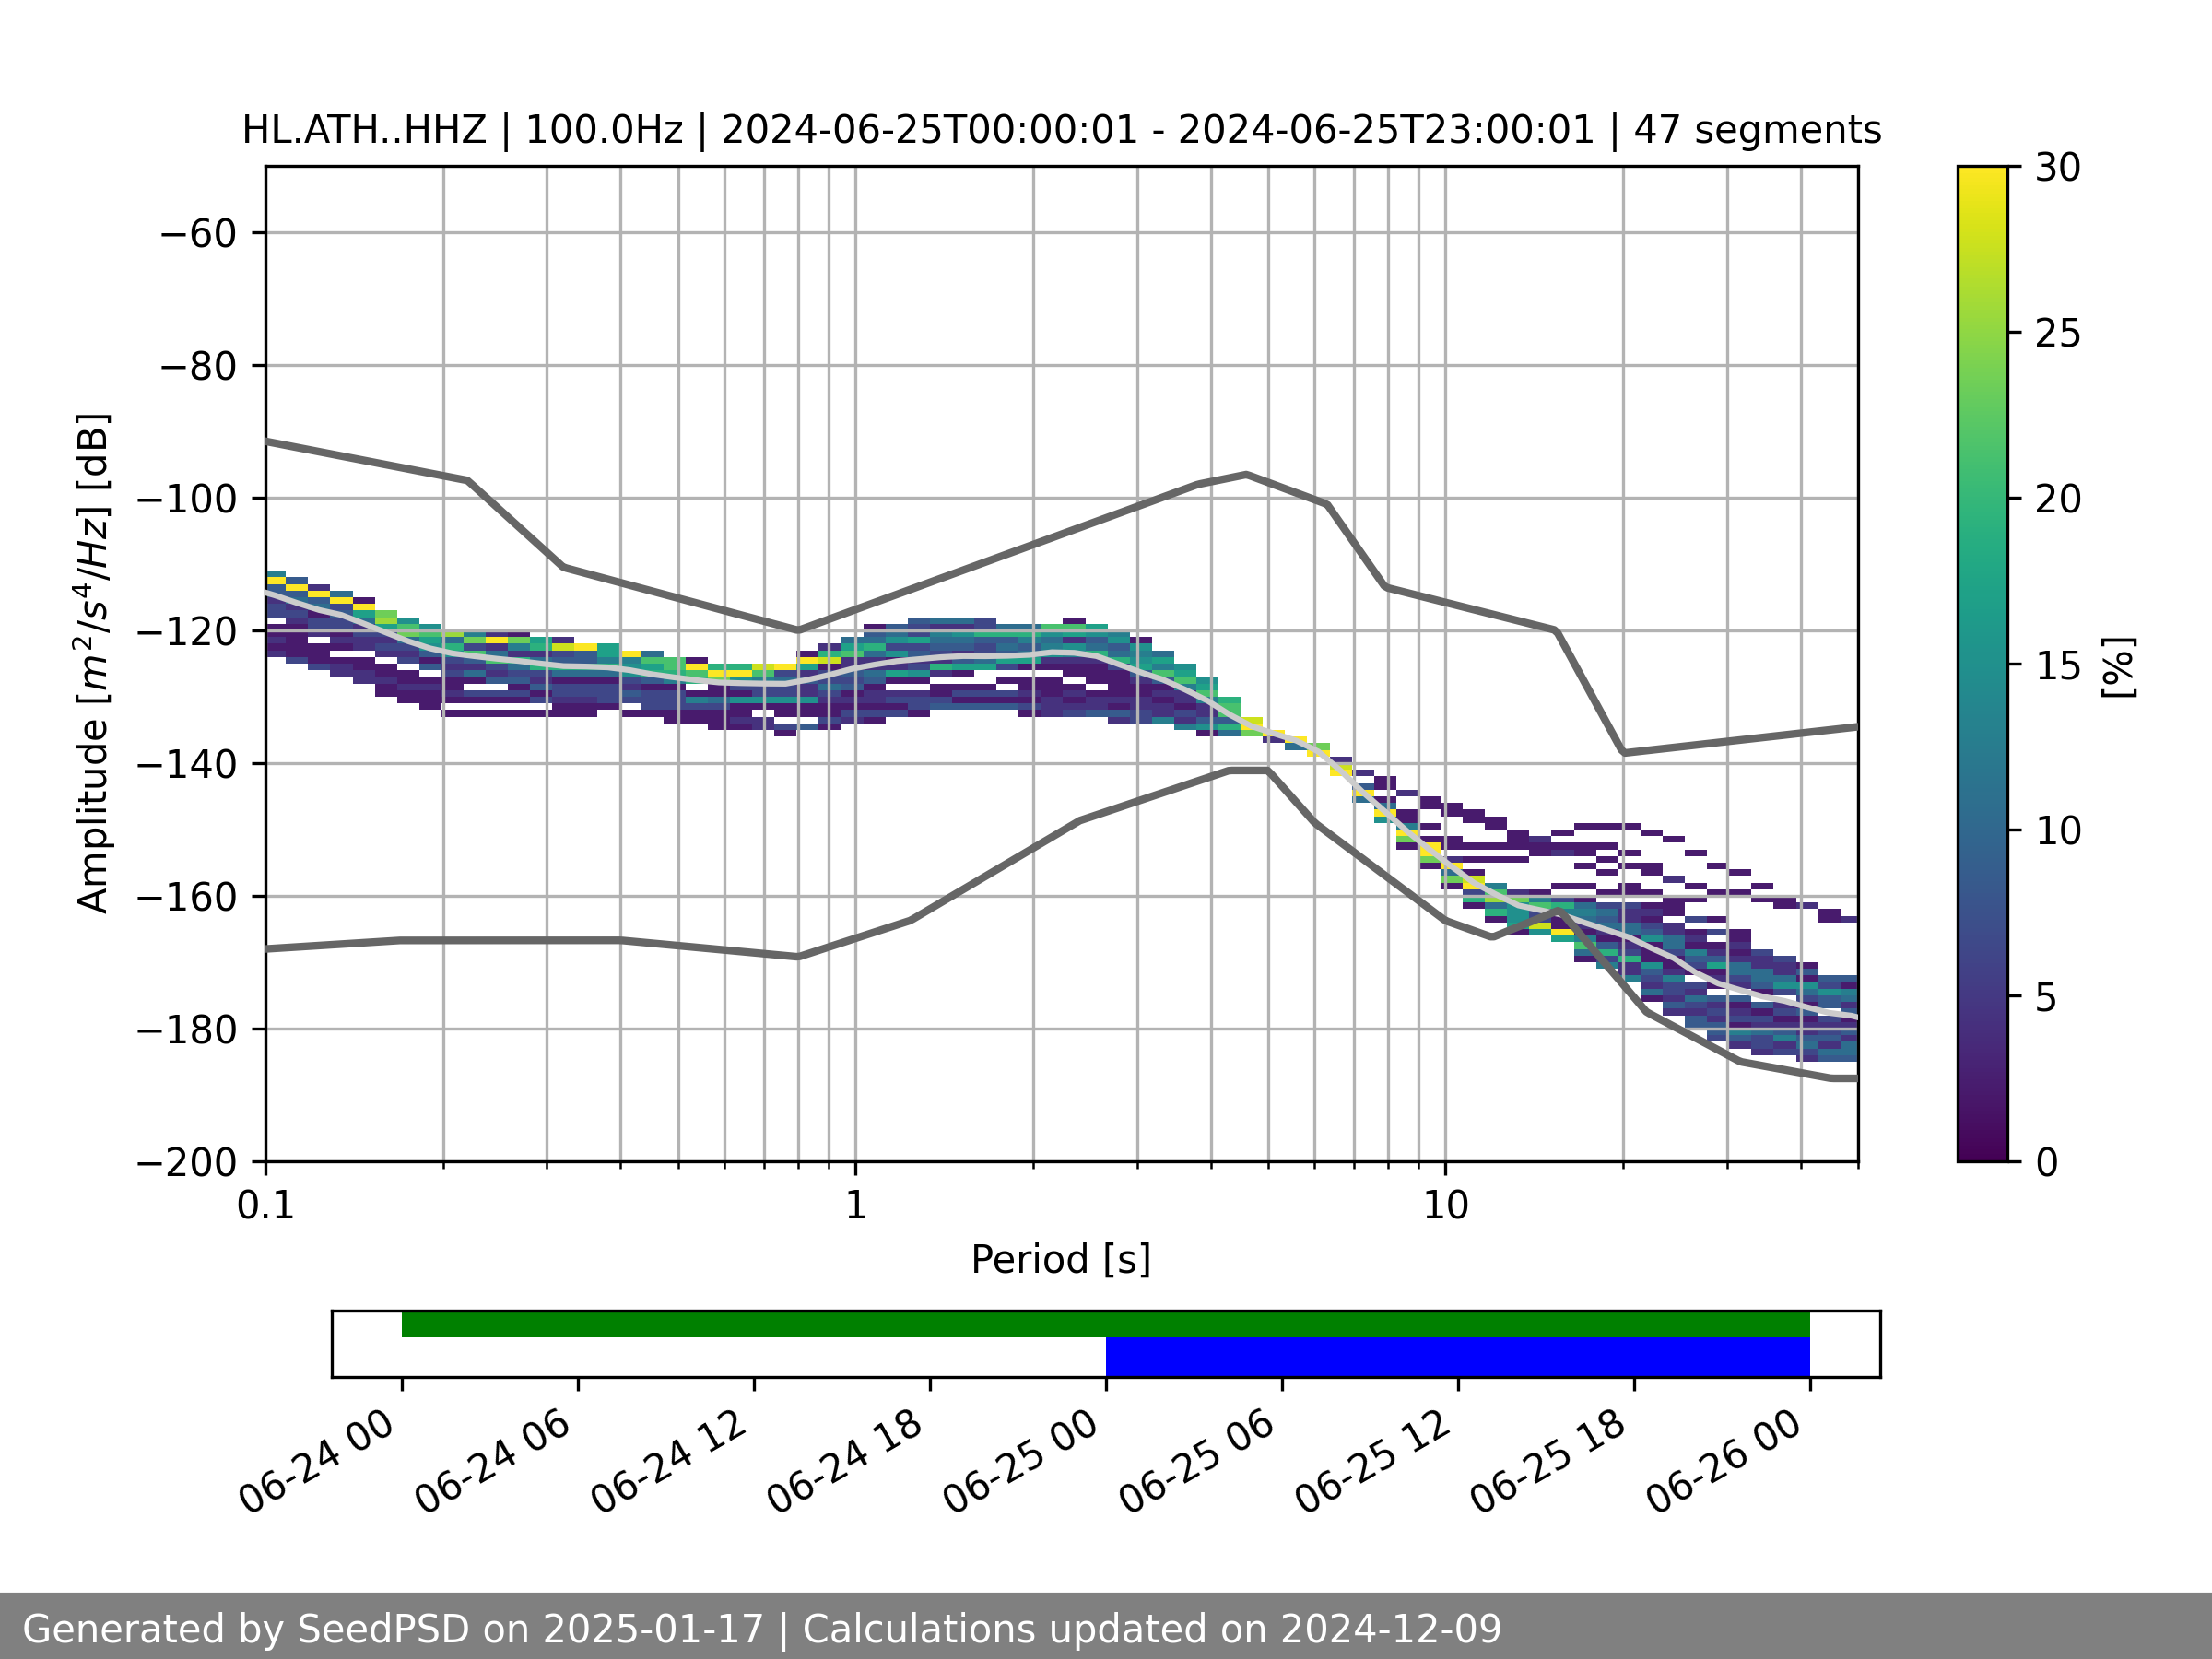 HL.ATH..HHZ | 100.0Hz | 2024-06-25T00:00:01 - 2024-06-25T23:00:01 | 47 segments
Amplitude [m²/s⁴/Hz] [dB]
−60
−80
−100
−120
−140
−160
−180
−200
0.1 1 10
Period [s]
30
25
20
15
10
5
0
[%]
06-24 00 06-24 06 06-24 12 06-24 18 06-25 00 06-25 06 06-25 12 06-25 18 06-26 00
Generated by SeedPSD on 2025-01-17 | Calculations updated on 2024-12-09